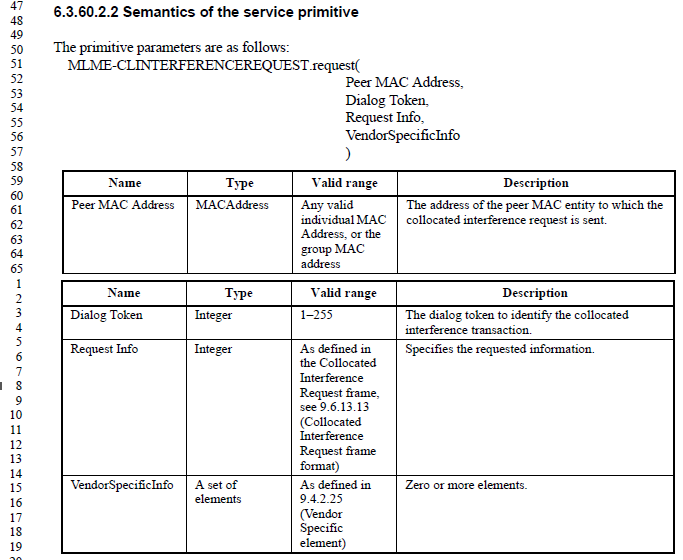 47
48
49
50
51
52
53
54
55
56
57
58
59
60
61
62
63
64
65
1
2
3
4
5
6
7
8
9
10
11
12
13
14
15
16
17
18
19
6.3.60.2.2 Semantics of the service primitive
The primitive parameters are as follows:
MLME-CLINTERFERENCEREQUEST.request(
Peer MAC Address,
Dialog Token,
Request Info,
VendorSpecificInfo
)
Name Type Valid range Description
Peer MAC Address MACAddress Any valid The address of the peer MAC entity to which the
individual MAC collocated interference request is sent.
Address, or the
group MAC
address
Name Type Valid range Description
Dialog Token Integer 1–255 The dialog token to identify the collocated
interference transaction.
Request Info Integer As defined in Specifies the requested information.
the Collocated
Interference
Request frame,
see 9.6.13.13
(Collocated
Interference
Request frame
format)
VendorSpecificInfo A set of As defined in Zero or more elements.
elements 9.4.2.25
(Vendor
Specific
element)